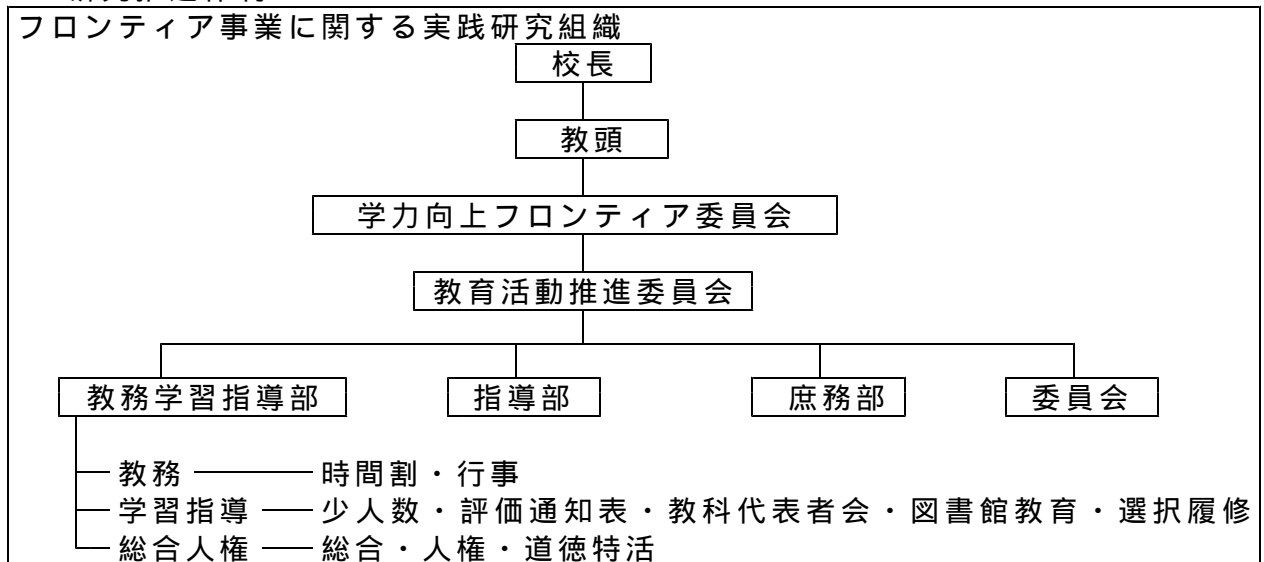 フロンティア事業に関する実践研究組織
校長
教頭
学力向上フロンティア委員会
教育活動推進委員会
教務学習指導部 指導部 庶務部 委員会
教務 時間割・行事
学習指導 少人数・評価通知表・教科代表者会・図書館教育・選択履修
総合人権 総合・人権・道徳特活